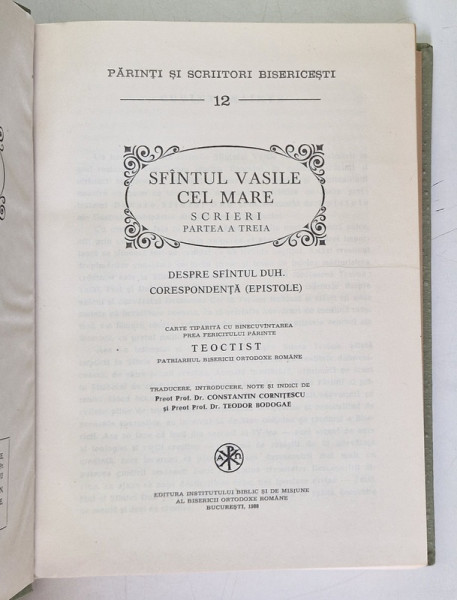 PĂRINȚI ȘI SCRIITORI BISERICEȘTI
12
SFÎNTUL VASILE
CEL MARE
SCRIERI
PARTEA A TREIA
DESPRE SFÎNTUL DUH.
CORESPONDENȚĂ (EPISTOLE)
CARTE TIPĂRITĂ CU BINECUVÎNTAREA
PREA FERICITULUI PĂRINTE
TEOCTIST
PATRIARHUL BISERICII ORTODOXE ROMÂNE
TRADUCERE, INTRODUCERE, NOTE ȘI INDICI DE
Preot Prof. Dr. CONSTANTIN CORNIȚESCU
și Preot Prof. Dr. TEODOR BODOGAE
EDITURA INSTITUTULUI BIBLIC ȘI DE MISIUNE
AL BISERICII ORTODOXE ROMÂNE
BUCUREȘTI, 1988